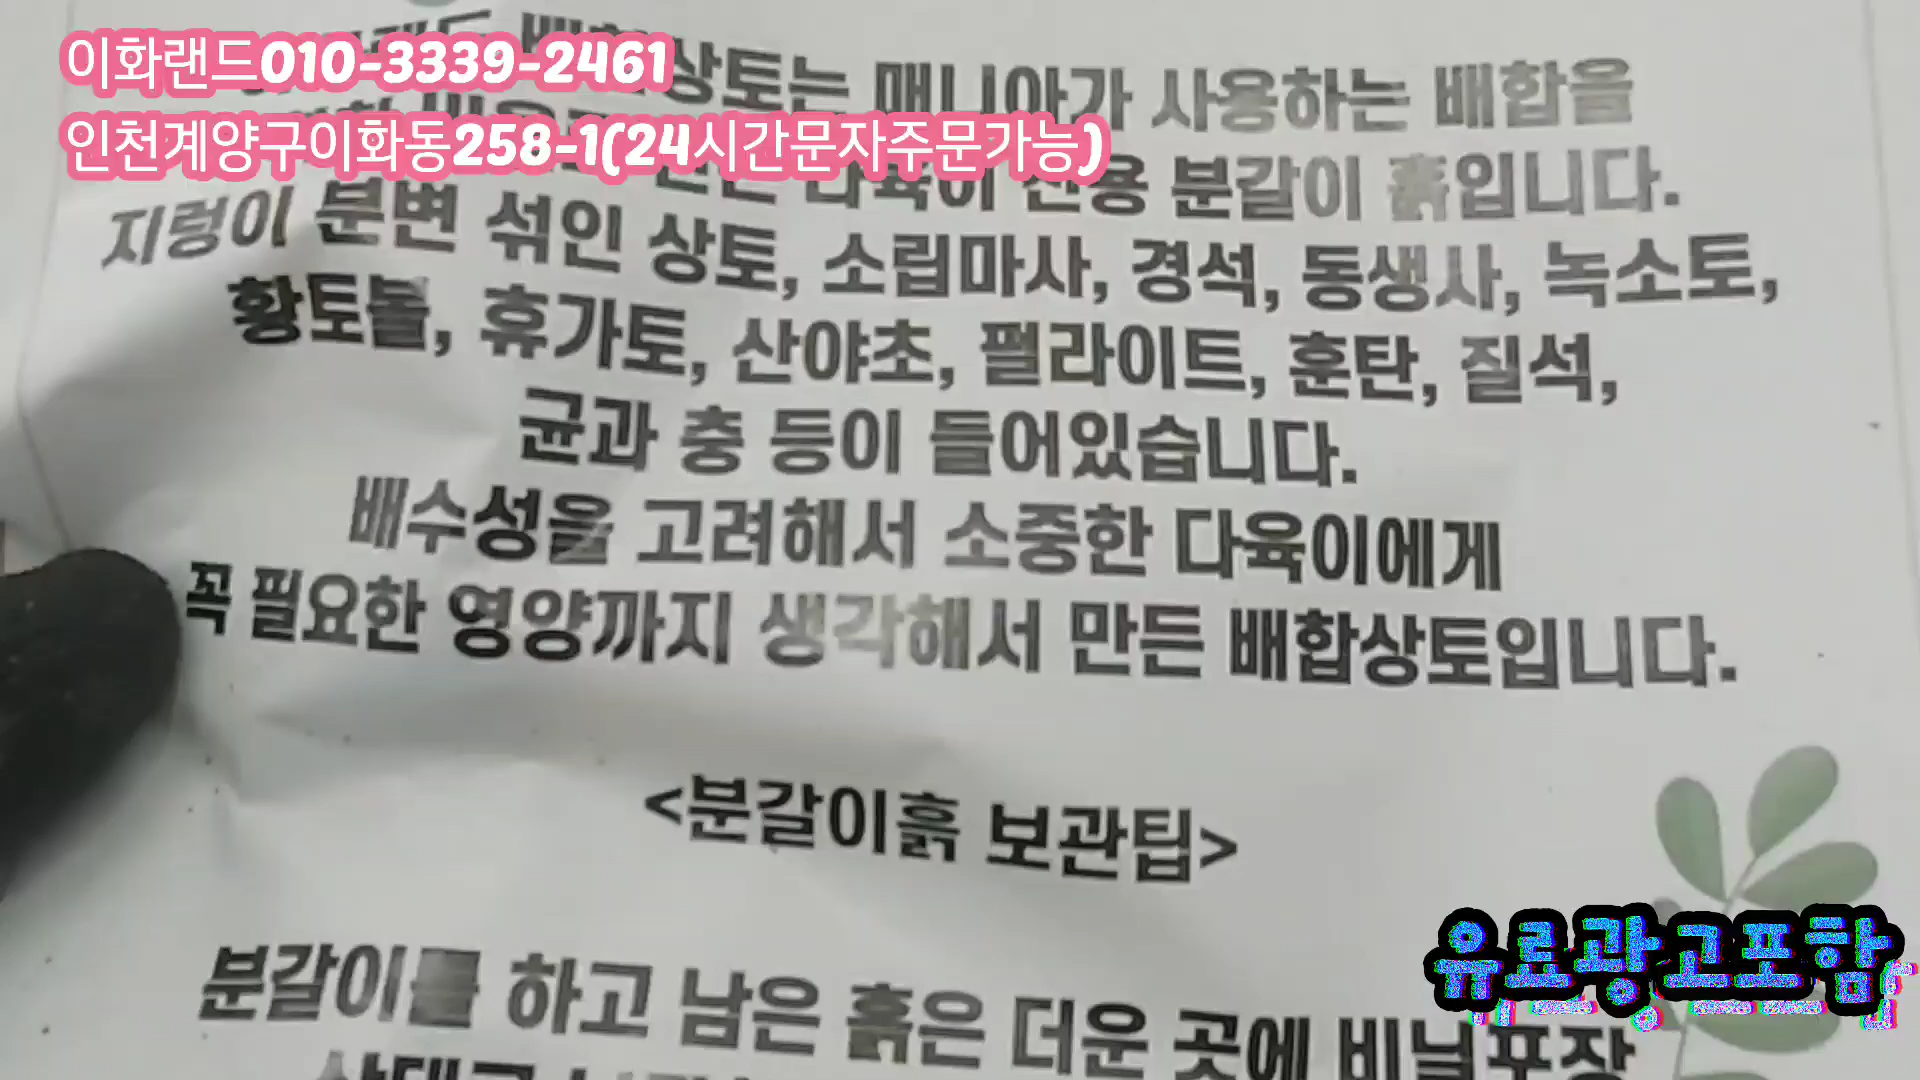 이화랜드010-3339-2461
인천계양구이화동258-1(24시간문자주문가능)
배합상토는 매니아가 사용하는 배합을
다육이 전용 분갈이 흙입니다.
지렁이 분변 섞인 상토, 소립마사, 경석, 동생사, 녹소토,
황토볼, 휴가토, 산야초, 펄라이트, 훈탄, 질석,
균과 충 등이 들어있습니다.
배수성을 고려해서 소중한 다육이에게
꼭 필요한 영양까지 생각해서 만든 배합상토입니다.
<분갈이흙 보관팁>
분갈이를 하고 남은 흙은 더운 곳에 비닐포장
유료광고포함